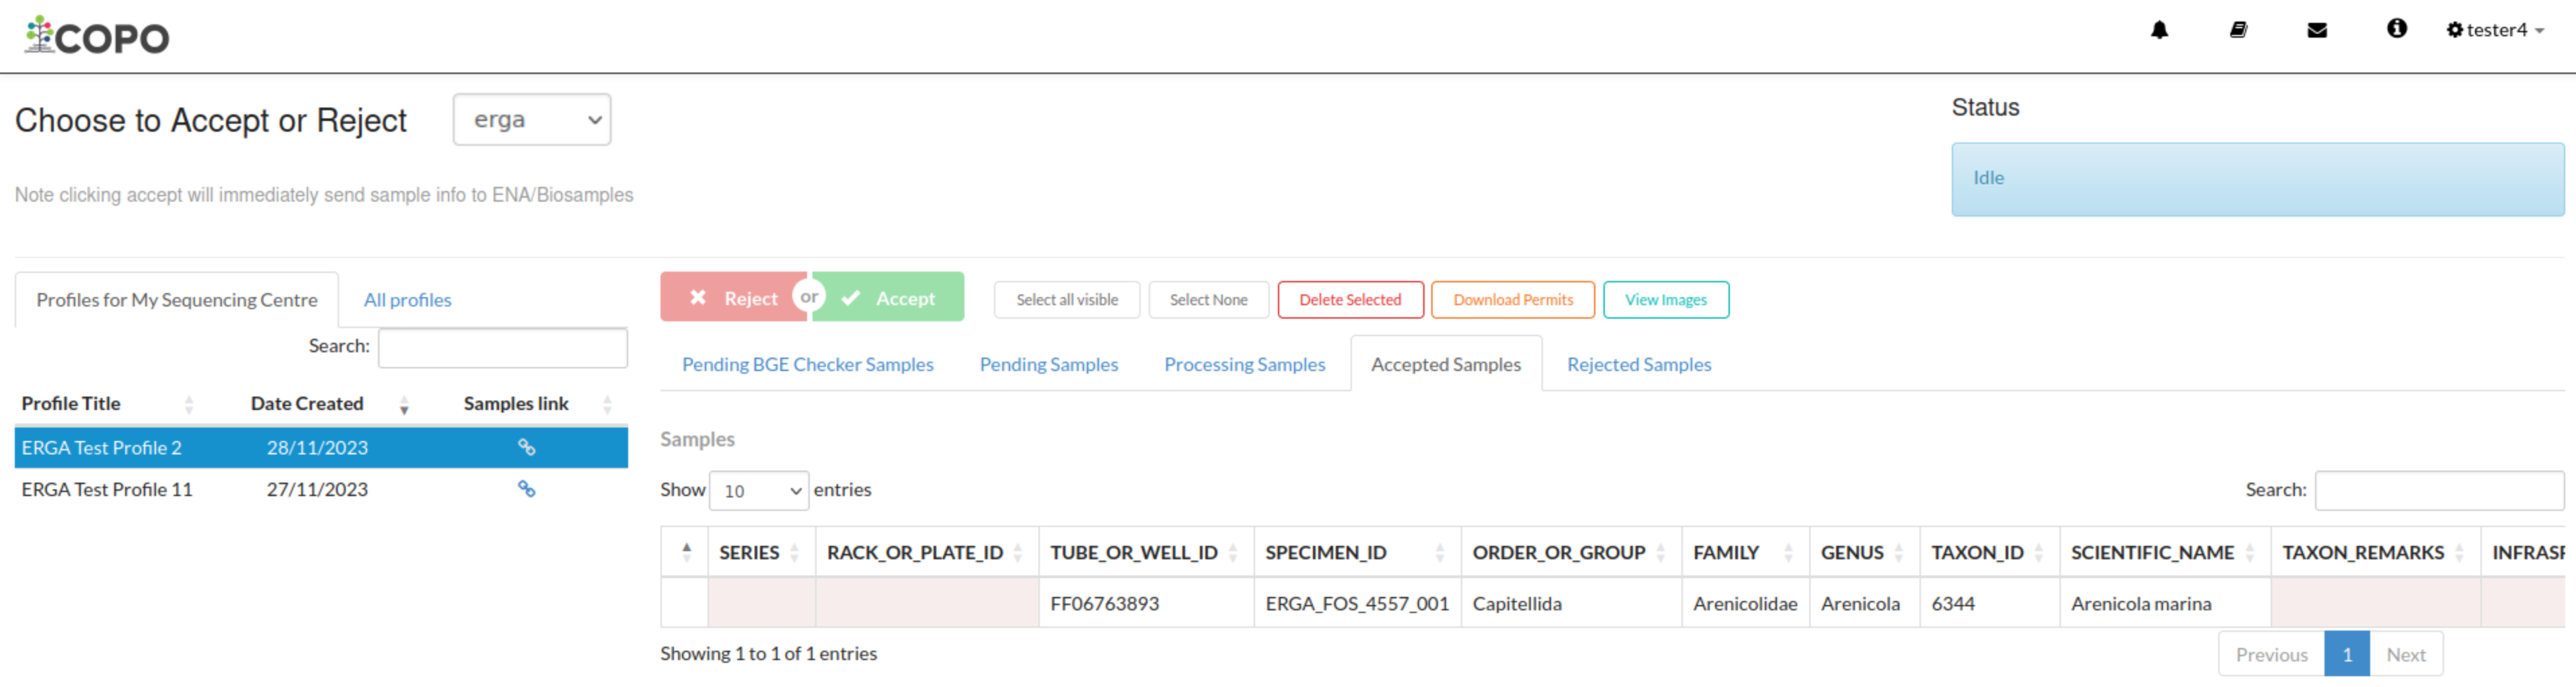 COPO
tester4
Choose to Accept or Reject
erga
Status
Idle
Note clicking accept will immediately send sample info to ENA/Biosamples
Profiles for My Sequencing Centre
All profiles
Search:
Profile Title Date Created Samples link
ERGA Test Profile 2 28/11/2023
ERGA Test Profile 11 27/11/2023
Reject or Accept
Select all visible
Select None
Delete Selected
Download Permits
View Images
Pending BGE Checker Samples
Pending Samples
Processing Samples
Accepted Samples
Rejected Samples
Samples
Show 10 entries
Search:
SERIES RACK_OR_PLATE_ID TUBE_OR_WELL_ID SPECIMEN_ID ORDER_OR_GROUP FAMILY GENUS TAXON_ID SCIENTIFIC_NAME TAXON_REMARKS
FF06763893 ERGA_FOS_4557_001 Capitellida Arenicolidae Arenicola 6344 Arenicola marina
Showing 1 to 1 of 1 entries
Previous 1 Next